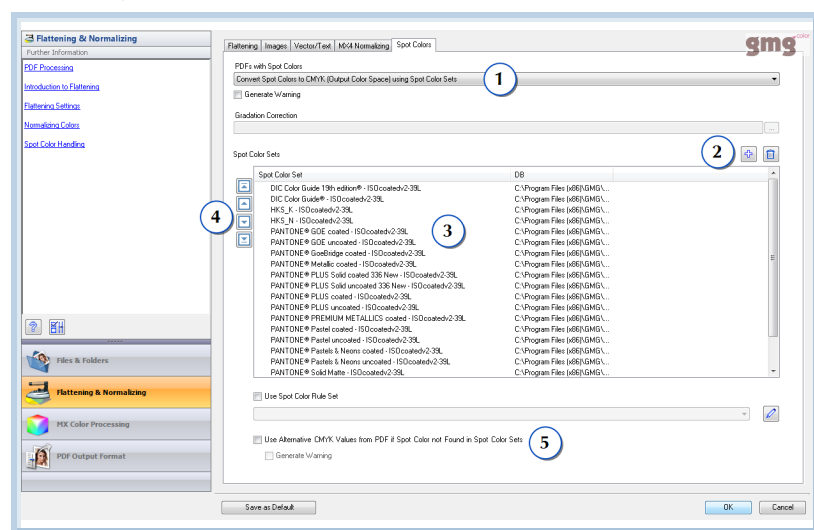 Flattening & Normalizing
Further Information
PDF Processing
Introduction to Flattening
Flattening Settings
Normalizing Colors
Spot Color Handling
?
Files & Folders
Flattening & Normalizing
MX Color Processing
PDF Output Format
Flattening Images Vector/Text MX4 Normalizing Spot Colors
gmg color
PDFs with Spot Colors
Convert Spot Colors to CMYK (Output Color Space) using Spot Color Sets
1
Generate Warning
Gradation Correction
...
2
Spot Color Sets
Spot Color Set DB
DIC Color Guide 19th edition® - ISOcoatedv2-39L C:\Program Files (x86)\GMG\...
DIC Color Guide® - ISOcoatedv2-39L C:\Program Files (x86)\GMG\...
HKS_K - ISOcoatedv2-39L C:\Program Files (x86)\GMG\...
4
HKS_N - ISOcoatedv2-39L C:\Program Files (x86)\GMG\...
PANTONE® GOE coated - ISOcoatedv2-39L C:\Program Files (x86)\GMG\...
3
PANTONE® GOE uncoated - ISOcoatedv2-39L C:\Program Files (x86)\GMG\...
PANTONE® GoeBridge coated - ISOcoatedv2-39L C:\Program Files (x86)\GMG\...
PANTONE® Metallic coated - ISOcoatedv2-39L C:\Program Files (x86)\GMG\...
PANTONE® PLUS Solid coated 336 New - ISOcoatedv2-39L C:\Program Files (x86)\GMG\...
PANTONE® PLUS Solid uncoated 336 New - ISOcoatedv2-39L C:\Program Files (x86)\GMG\...
PANTONE® PLUS coated - ISOcoatedv2-39L C:\Program Files (x86)\GMG\...
PANTONE® PLUS uncoated - ISOcoatedv2-39L C:\Program Files (x86)\GMG\...
PANTONE® PREMIUM METALLICS coated - ISOcoatedv2-39L C:\Program Files (x86)\GMG\...
PANTONE® Pastel coated - ISOcoatedv2-39L C:\Program Files (x86)\GMG\...
PANTONE® Pastel uncoated - ISOcoatedv2-39L C:\Program Files (x86)\GMG\...
PANTONE® Pastels & Neons coated - ISOcoatedv2-39L C:\Program Files (x86)\GMG\...
PANTONE® Pastels & Neons uncoated - ISOcoatedv2-39L C:\Program Files (x86)\GMG\...
PANTONE® Solid Matte - ISOcoatedv2-39L C:\Program Files (x86)\GMG\...
Use Spot Color Rule Set
Use Alternative CMYK Values from PDF if Spot Color not Found in Spot Color Sets
5
Generate Warning
Save as Default OK Cancel